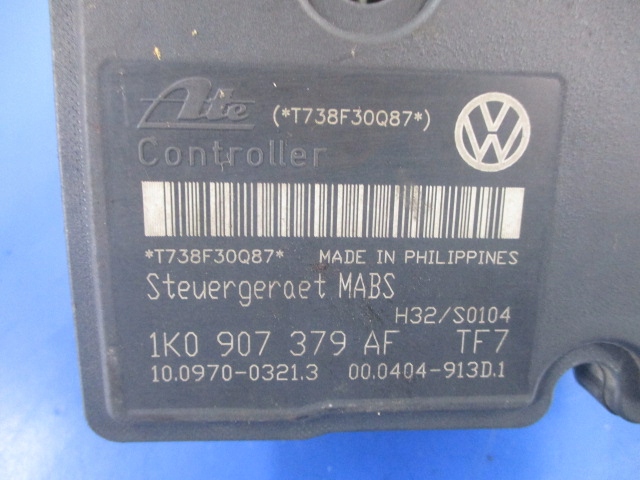 Ate (*T738F30Q87*)
Controller
*T738F30Q87* MADE IN PHILIPPINES
Steuergeraet MABS
H32/S0104
1K0 907 379 AF TF7
10.0970-0321.3 00.0404-913D.1